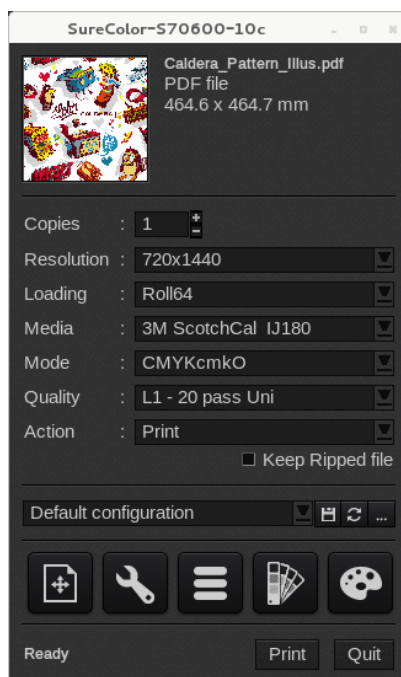 SureColor-S70600-10c
Caldera_Pattern_Illus.pdf
PDF file
464.6 x 464.7 mm
CALDERA
Copies : 1
Resolution : 720x1440
Loading : Roll64
Media : 3M ScotchCal IJ180
Mode : CMYKcmkO
Quality : L1 - 20 pass Uni
Action : Print
Keep Ripped file
Default configuration ...
Ready Print Quit